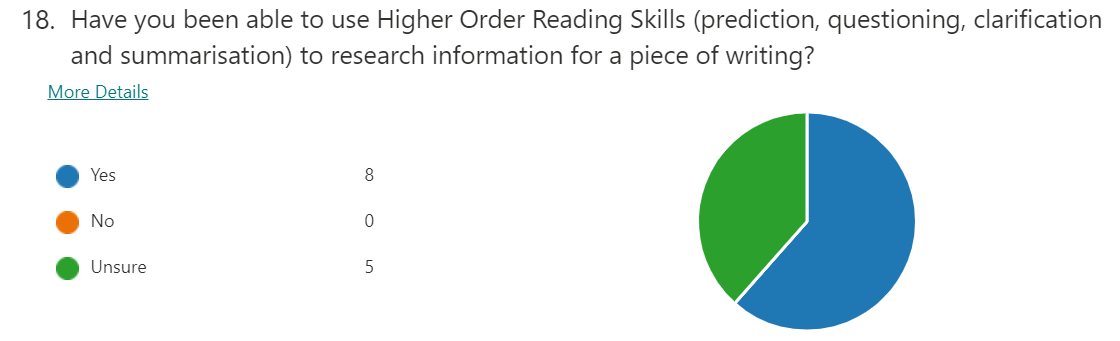 18. Have you been able to use Higher Order Reading Skills (prediction, questioning, clarification
and summarisation) to research information for a piece of writing?
More Details
Yes 8
No 0
Unsure 5